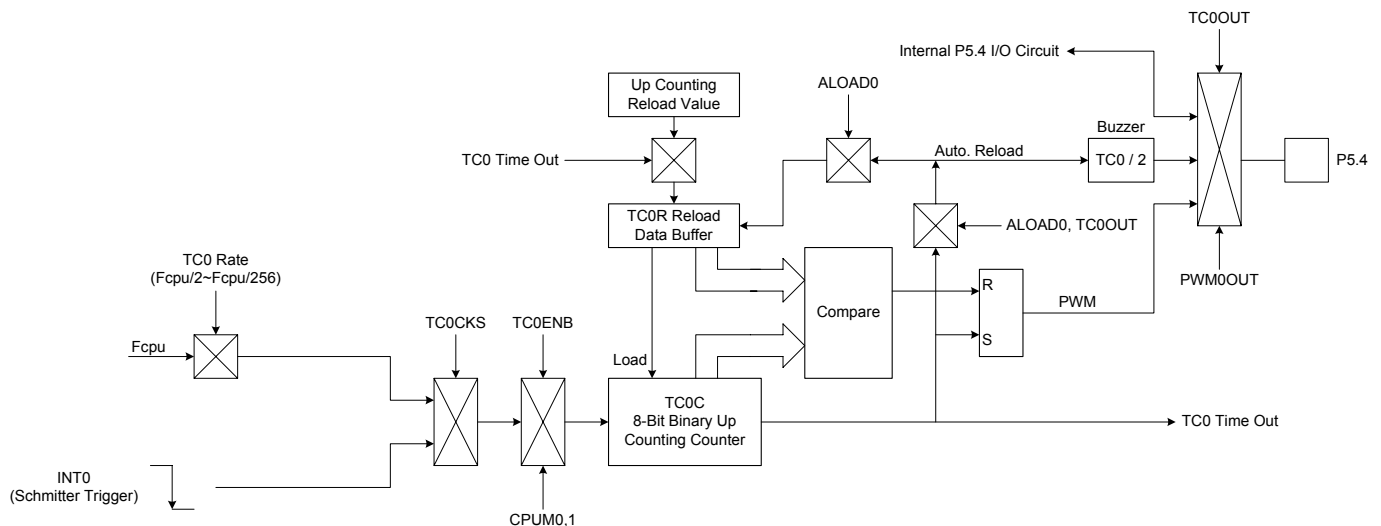 TC0OUT
Internal P5.4 I/O Circuit
Up Counting
Reload Value
ALOAD0
Buzzer
TC0 Time Out
Auto. Reload
TC0 / 2
P5.4
TC0R Reload
Data Buffer
ALOAD0, TC0OUT
TC0 Rate
(Fcpu/2~Fcpu/256)
PWM0OUT
R
PWM
Compare
TC0CKS
TC0ENB
S
Fcpu
Load
TC0C
8-Bit Binary Up
Counting Counter
TC0 Time Out
INT0
(Schmitter Trigger)
CPUM0,1